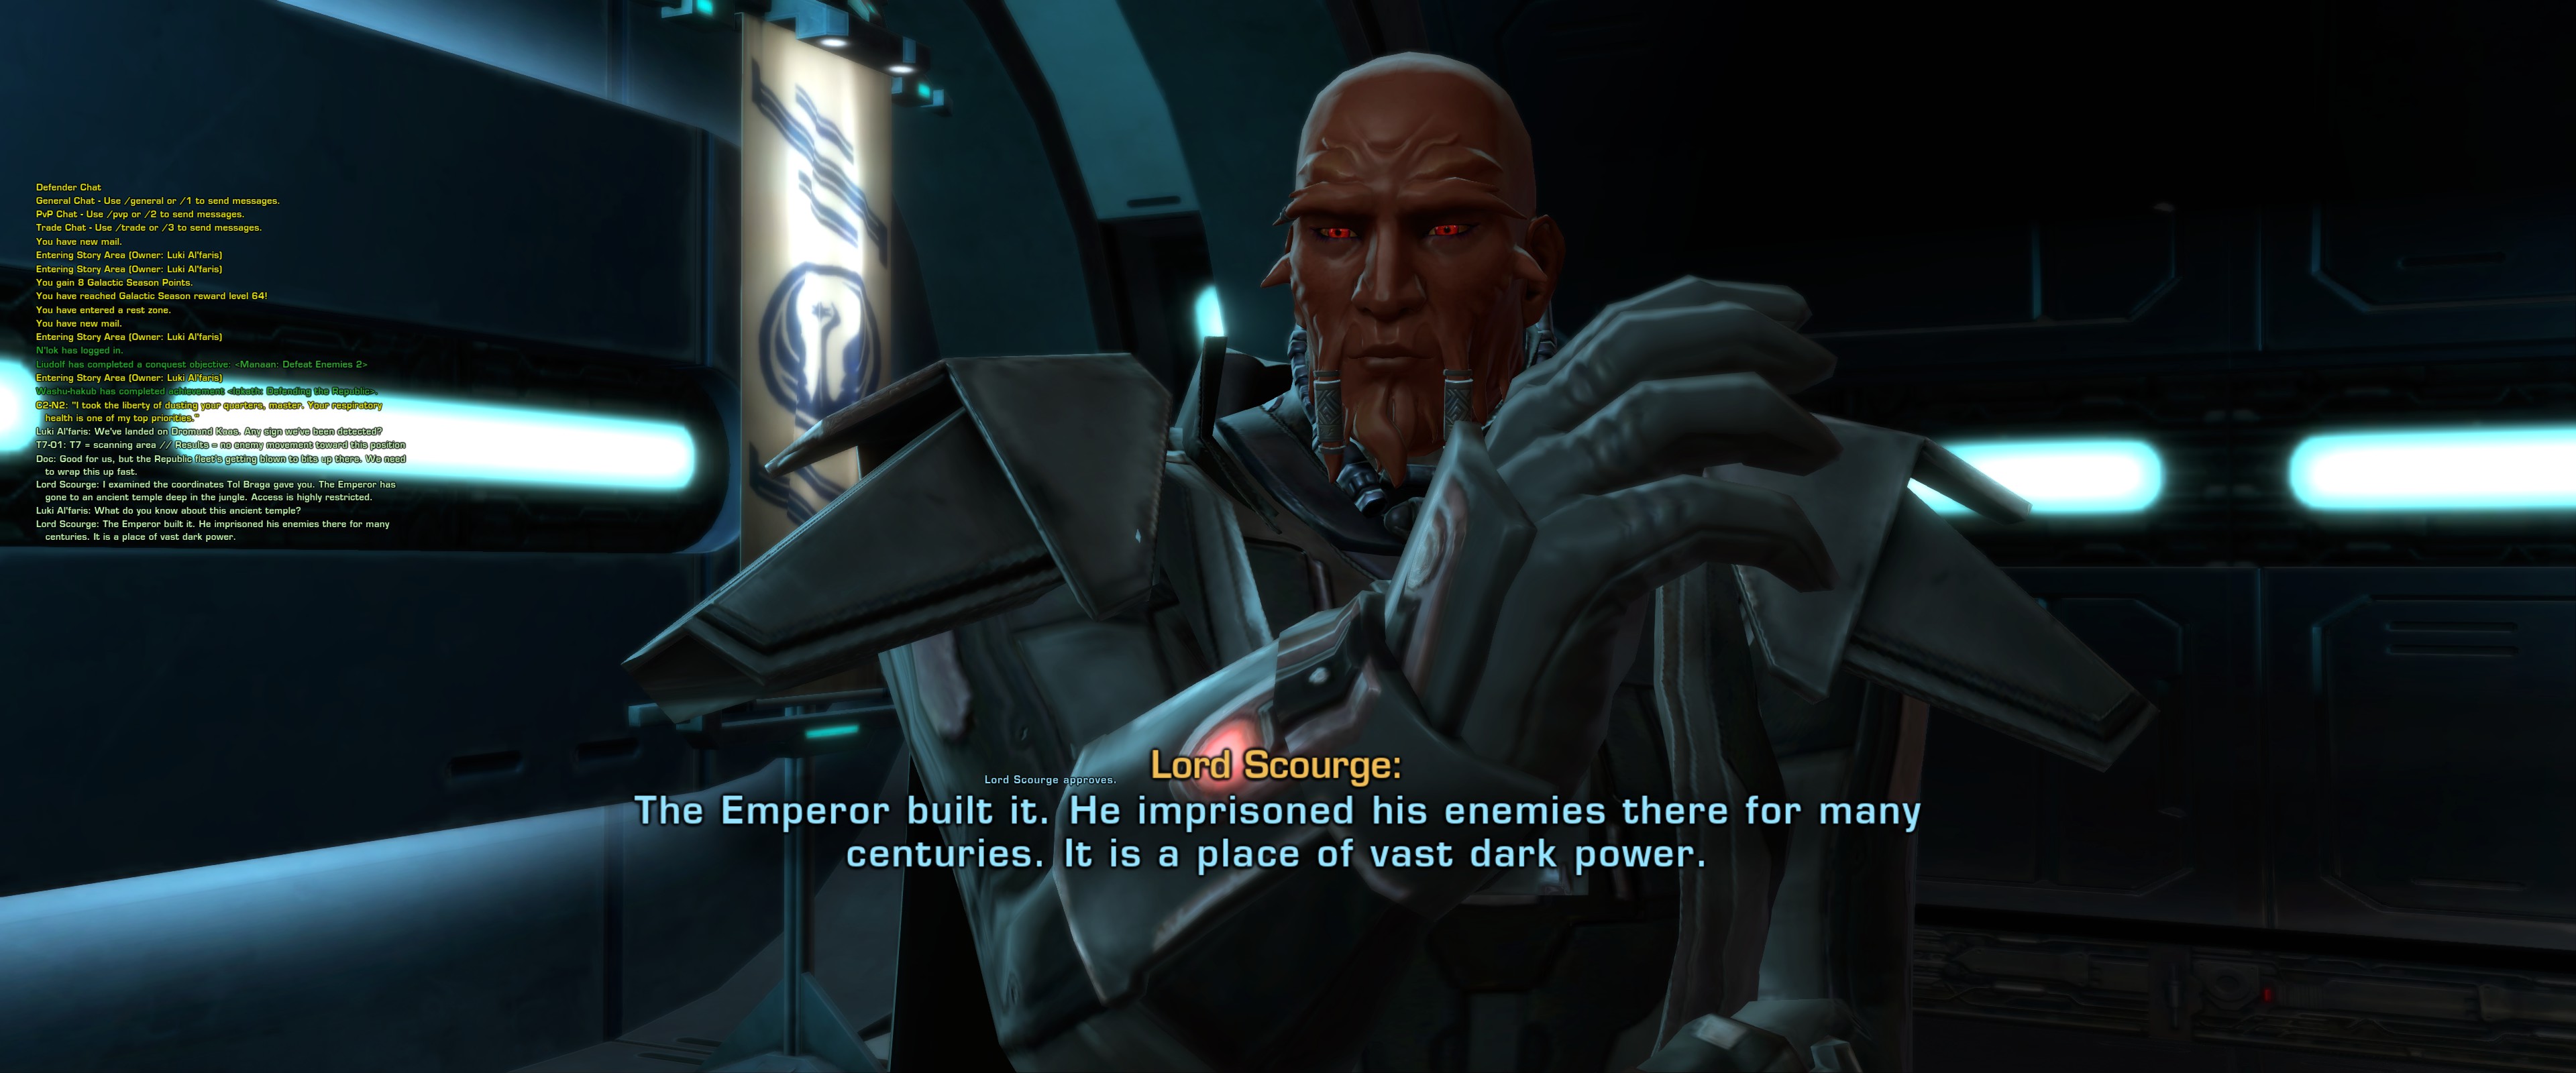 Defender Chat
General Chat - Use /general or /1 to send messages.
PvP Chat - Use /pvp or /2 to send messages.
Trade Chat - Use /trade or /3 to send messages.
You have new mail.
Entering Story Area (Owner: Luki Al'faris)
Entering Story Area (Owner: Luki Al'faris)
You gain 8 Galactic Season Points.
You have reached Galactic Season reward level 64!
You have entered a rest zone.
You have new mail.
Entering Story Area (Owner: Luki Al'faris)
N'lok has logged in.
Liudolf has completed a conquest objective: <Manaan: Defeat Enemies 2>
Entering Story Area (Owner: Luki Al'faris)
Washu-hakub has completed achievement <Iokath: Defending the Republic>.
C2-N2: "I took the liberty of dusting your quarters, master. Your respiratory
health is one of my top priorities."
Luki Al'faris: We've landed on Dromund Kaas. Any sign we've been detected?
T7-O1: T7 = scanning area // Results = no enemy movement toward this position
Doc: Good for us, but the Republic fleet's getting blown to bits up there. We need
to wrap this up fast.
Lord Scourge: I examined the coordinates Tol Braga gave you. The Emperor has
gone to an ancient temple deep in the jungle. Access is highly restricted.
Luki Al'faris: What do you know about this ancient temple?
Lord Scourge: The Emperor built it. He imprisoned his enemies there for many
centuries. It is a place of vast dark power.
Lord Scourge approves.
Lord Scourge:
The Emperor built it. He imprisoned his enemies there for many
centuries. It is a place of vast dark power.